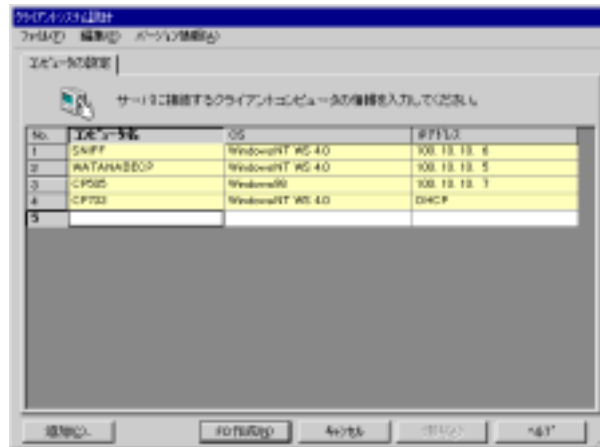 クライアントシステム設計
ファイル(F) 編集(E) バージョン情報(A)
コンピュータの設定
サーバに接続するクライアントコンピュータの情報を入力してください。
No. コンピュータ名 OS IPアドレス
1 SNIFF WindowsNT WS 4.0 100. 10. 10. 6
2 WindowsNT WS 4.0 100. 10. 10. 5
3 CP505 Windows98 100. 10. 10. 7
4 CP733 WindowsNT WS 4.0 DHCP
5
追加(C).. FD作成(M) キャンセル ヘルプ